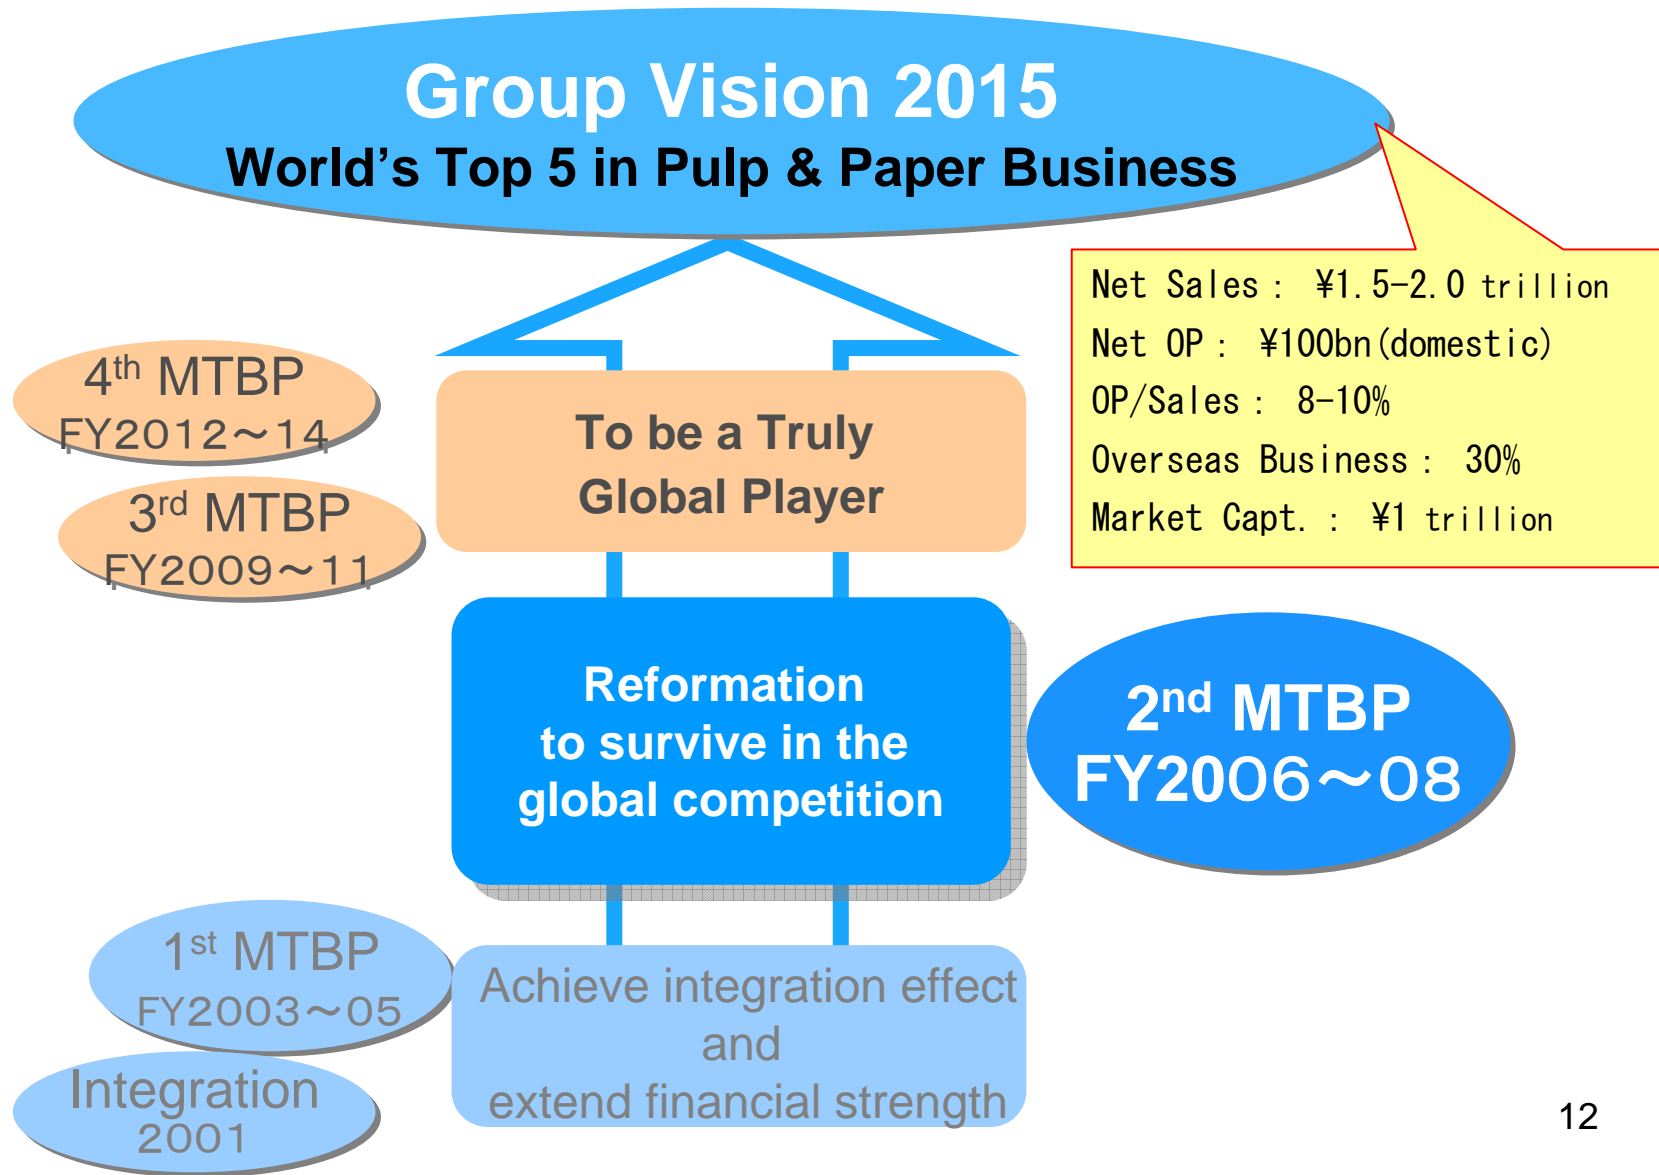 Group Vision 2015
World’s Top 5 in Pulp & Paper Business
Net Sales： ¥1.5-2.0 trillion
Net OP： ¥100bn(domestic)
OP/Sales： 8-10%
Overseas Business： 30%
Market Capt.： ¥1 trillion
4th MTBP
FY2012～14
3rd MTBP
FY2009～11
To be a Truly
Global Player
Reformation
to survive in the
global competition
2nd MTBP
FY2006～08
1st MTBP
FY2003～05
Integration
2001
Achieve integration effect
and
extend financial strength
12